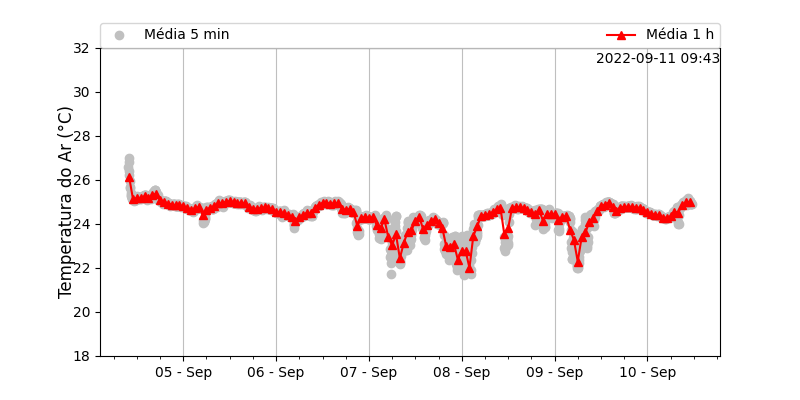 Média 5 min
Média 1 h
2022-09-11 09:43
Temperatura do Ar (°C)
32
30
28
26
24
22
20
18
05 - Sep
06 - Sep
07 - Sep
08 - Sep
09 - Sep
10 - Sep